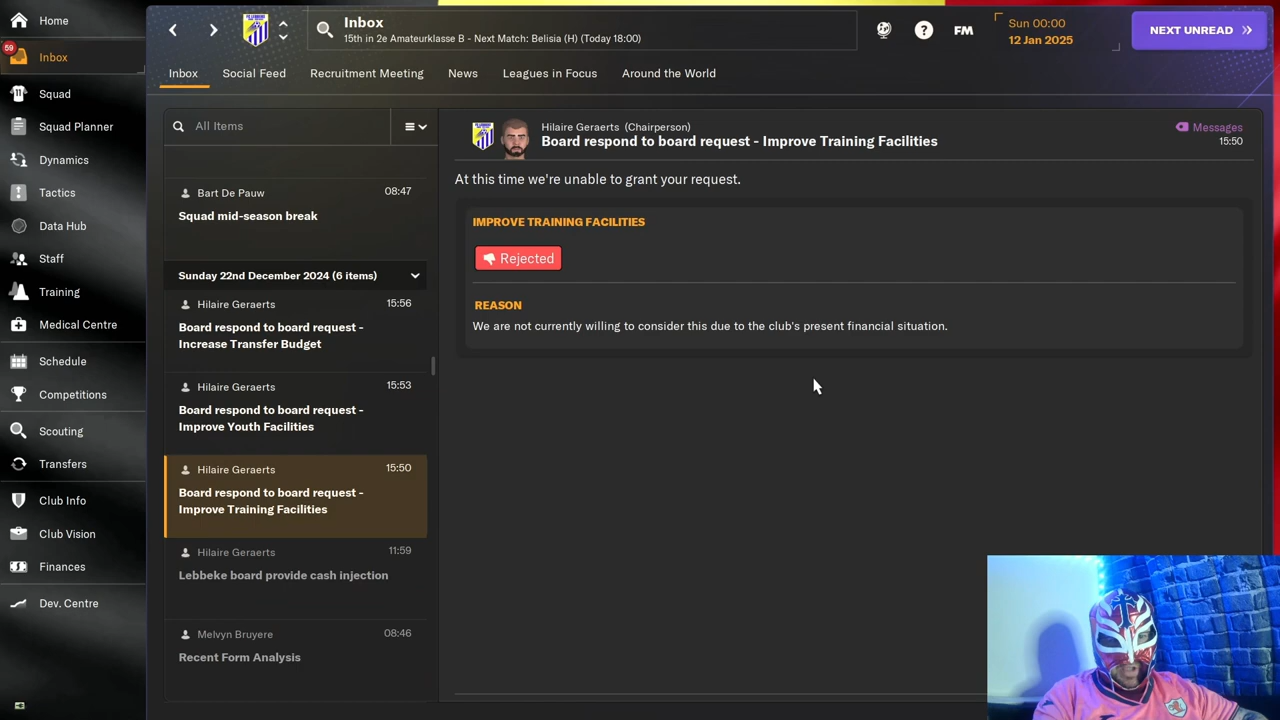 Home
59
Inbox
Squad
Squad Planner
Dynamics
Tactics
Data Hub
Staff
Training
Medical Centre
Schedule
Competitions
Scouting
Transfers
Club Info
Club Vision
Finances
Dev. Centre
Inbox
15th in 2e Amateurklasse B - Next Match: Belisia (H) (Today 18:00)
?
FM
Sun 00:00
12 Jan 2025
NEXT UNREAD
Inbox
Social Feed
Recruitment Meeting
News
Leagues in Focus
Around the World
All Items
Bart De Pauw
08:47
Squad mid-season break
Sunday 22nd December 2024 (6 items)
Hilaire Geraerts
15:56
Board respond to board request -
Increase Transfer Budget
Hilaire Geraerts
15:53
Board respond to board request -
Improve Youth Facilities
Hilaire Geraerts
15:50
Board respond to board request -
Improve Training Facilities
Hilaire Geraerts
11:59
Lebbeke board provide cash injection
Melvyn Bruyere
08:46
Recent Form Analysis
Hilaire Geraerts (Chairperson)
Board respond to board request - Improve Training Facilities
Messages
15:50
At this time we're unable to grant your request.
IMPROVE TRAINING FACILITIES
Rejected
REASON
We are not currently willing to consider this due to the club's present financial situation.